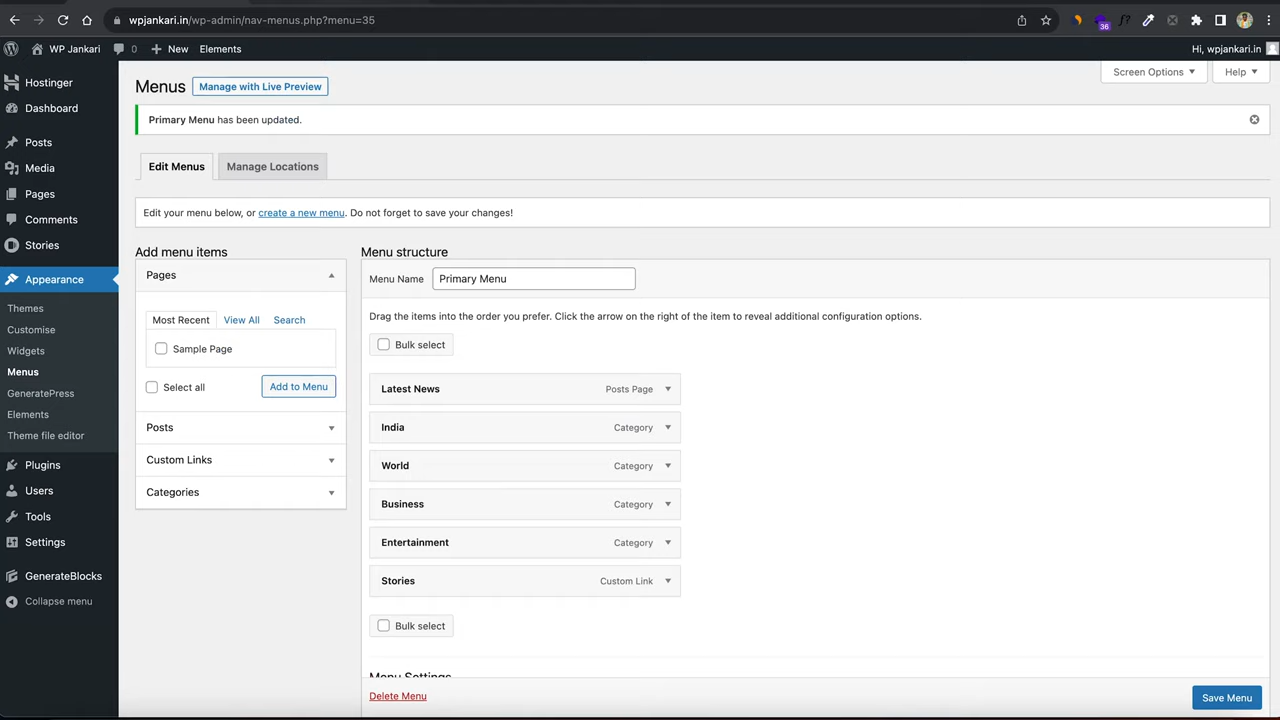 wpjankari.in/wp-admin/nav-menus.php?menu=35
36
WP Jankari
0
New
Elements
Hi, wpjankari.in
Hostinger
Dashboard
Posts
Media
Pages
Comments
Stories
Appearance
Themes
Customise
Widgets
Menus
GeneratePress
Elements
Theme file editor
Plugins
Users
Tools
Settings
GenerateBlocks
Collapse menu
Screen Options
Help
Menus
Manage with Live Preview
Primary Menu has been updated.
Edit Menus
Manage Locations
Edit your menu below, or create a new menu. Do not forget to save your changes!
Add menu items
Pages
Most Recent
View All
Search
Sample Page
Select all
Add to Menu
Posts
Custom Links
Categories
Menu structure
Menu Name
Primary Menu
Drag the items into the order you prefer. Click the arrow on the right of the item to reveal additional configuration options.
Bulk select
Latest News
Posts Page
India
Category
World
Category
Business
Category
Entertainment
Category
Stories
Custom Link
Bulk select
Menu Settings
Delete Menu
Save Menu